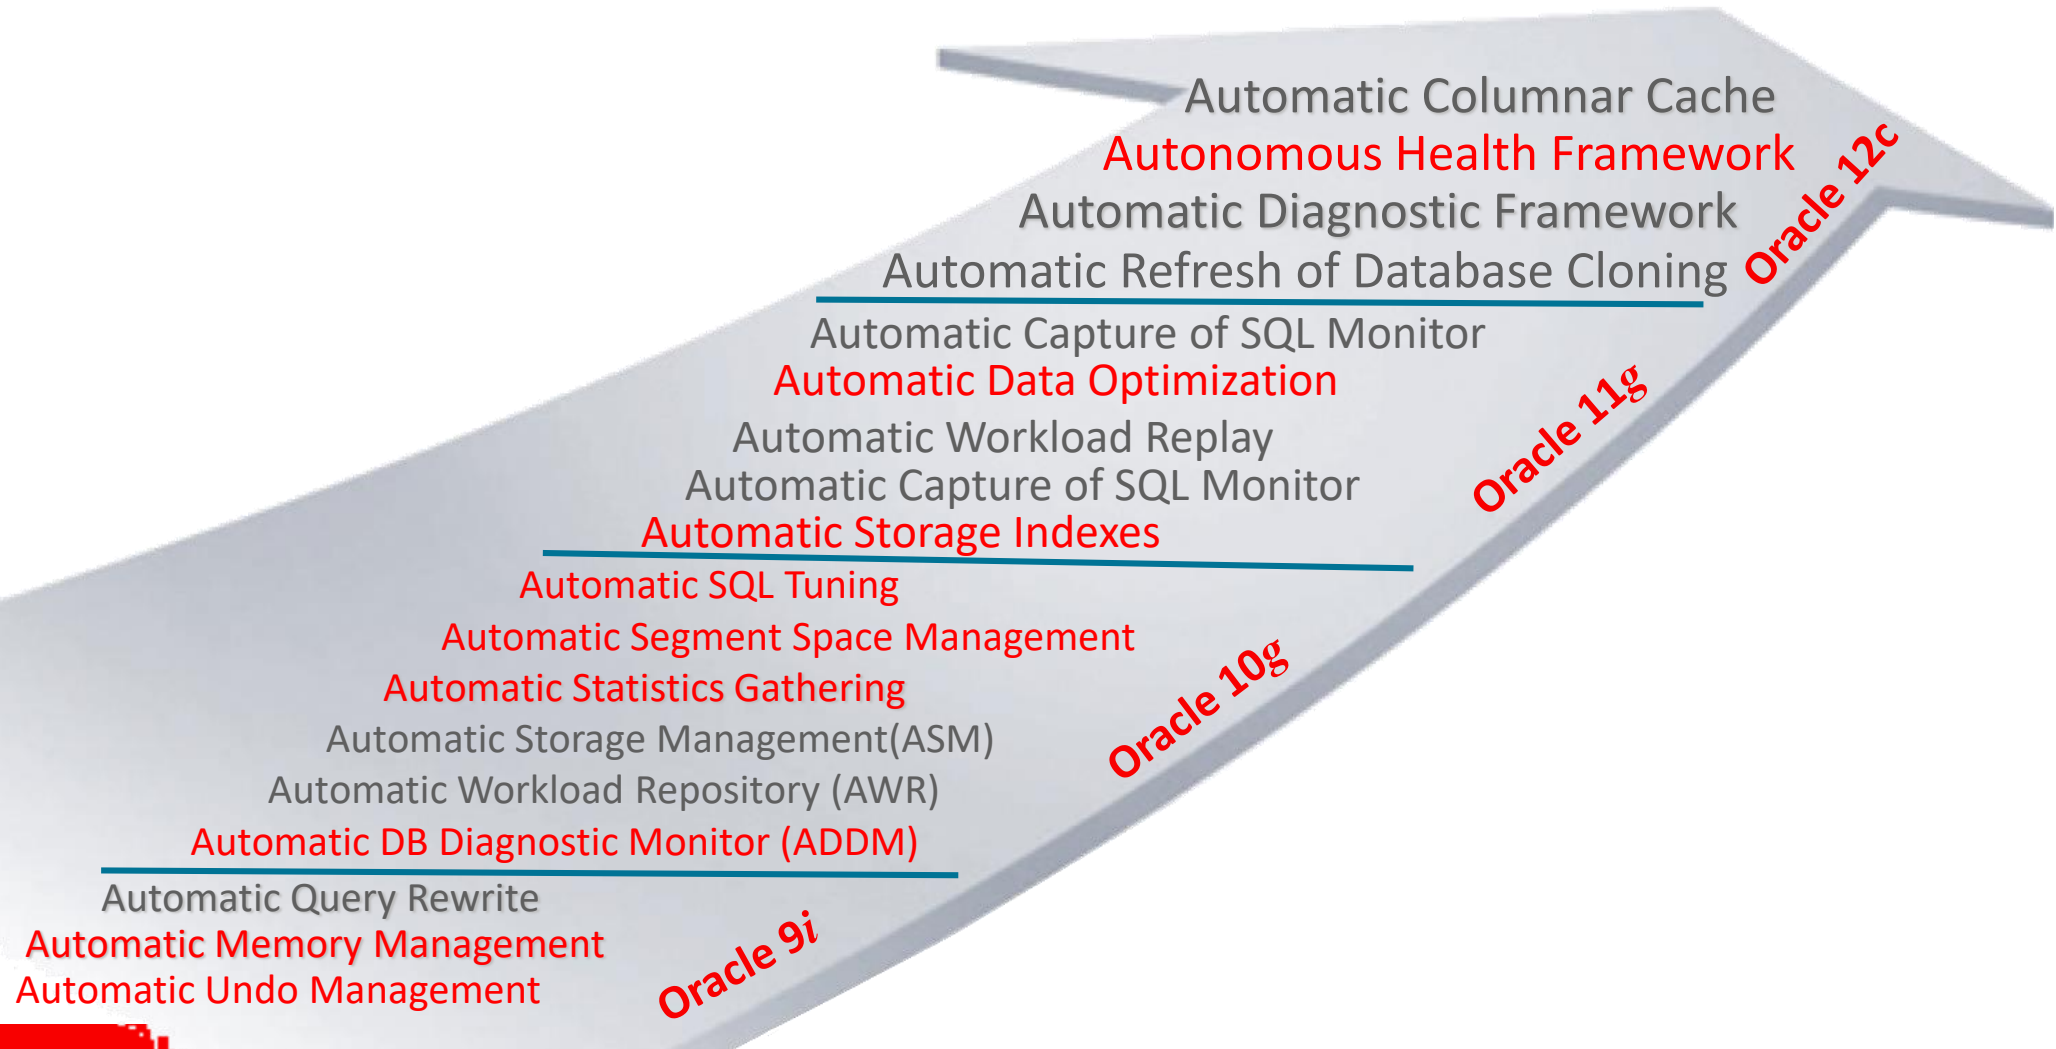 Automatic Columnar Cache
Autonomous Health Framework
Automatic Diagnostic Framework
Automatic Refresh of Database Cloning
Oracle 12c
Automatic Capture of SQL Monitor
Automatic Data Optimization
Automatic Workload Replay
Automatic Capture of SQL Monitor
Automatic Storage Indexes
Oracle 11g
Automatic SQL Tuning
Automatic Segment Space Management
Automatic Statistics Gathering
Automatic Storage Management(ASM)
Automatic Workload Repository (AWR)
Automatic DB Diagnostic Monitor (ADDM)
Oracle 10g
Automatic Query Rewrite
Automatic Memory Management
Automatic Undo Management
Oracle 9i